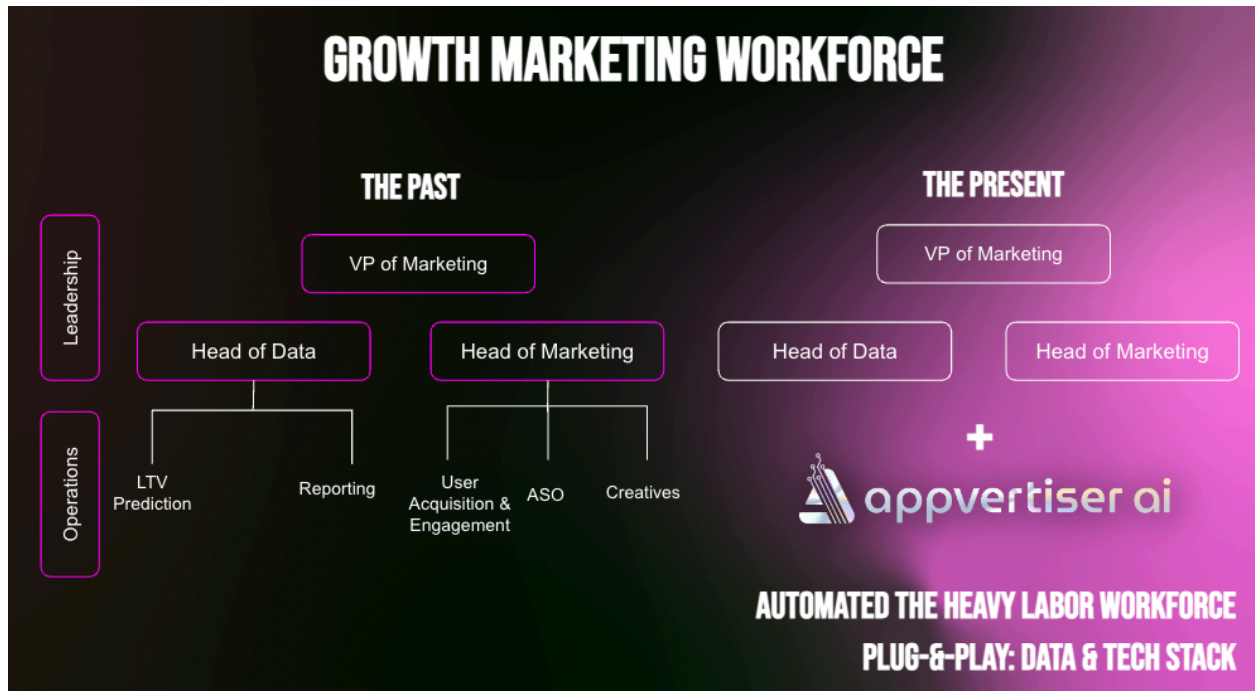 GROWTH MARKETING WORKFORCE
THE PAST
THE PRESENT
Leadership
VP of Marketing
VP of Marketing
Head of Data
Head of Marketing
Head of Data
Head of Marketing
Operations
LTV
Prediction
Reporting
User
Acquisition &
Engagement
ASO
Creatives
+
appvertiser ai
AUTOMATED THE HEAVY LABOR WORKFORCE
PLUG-&-PLAY: DATA & TECH STACK